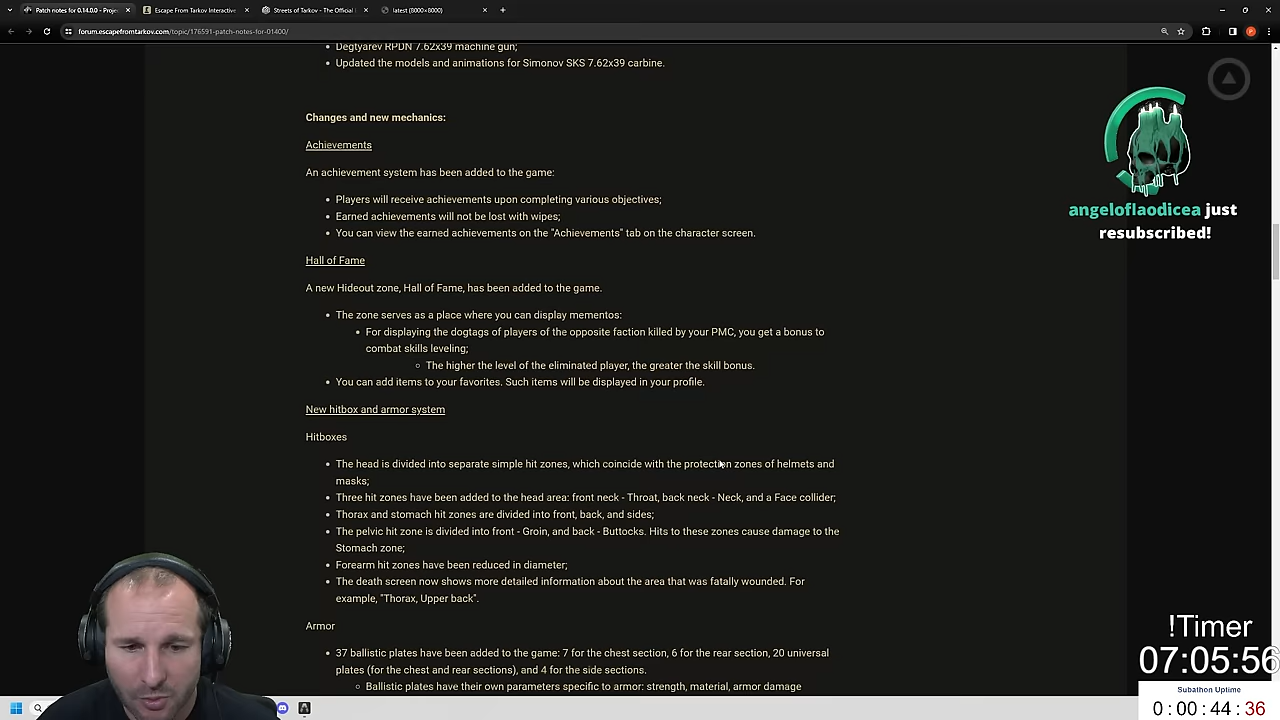 Patch notes for 0.14.0.0 - Proje
Escape From Tarkov Interactive
Streets of Tarkov - The Official
latest (8000×8000)
forum.escapefromtarkov.com/topic/176591-patch-notes-for-01400/
Degtyarev RPDN 7.62x39 machine gun;
Updated the models and animations for Simonov SKS 7.62x39 carbine.
Changes and new mechanics:
Achievements
An achievement system has been added to the game:
Players will receive achievements upon completing various objectives;
Earned achievements will not be lost with wipes;
You can view the earned achievements on the "Achievements" tab on the character screen.
Hall of Fame
A new Hideout zone, Hall of Fame, has been added to the game.
The zone serves as a place where you can display mementos:
For displaying the dogtags of players of the opposite faction killed by your PMC, you get a bonus to
combat skills leveling;
The higher the level of the eliminated player, the greater the skill bonus.
You can add items to your favorites. Such items will be displayed in your profile.
New hitbox and armor system
Hitboxes
The head is divided into separate simple hit zones, which coincide with the protection zones of helmets and
masks;
Three hit zones have been added to the head area: front neck - Throat, back neck - Neck, and a Face collider;
Thorax and stomach hit zones are divided into front, back, and sides;
The pelvic hit zone is divided into front - Groin, and back - Buttocks. Hits to these zones cause damage to the
Stomach zone;
Forearm hit zones have been reduced in diameter;
The death screen now shows more detailed information about the area that was fatally wounded. For
example, "Thorax, Upper back".
Armor
37 ballistic plates have been added to the game: 7 for the chest section, 6 for the rear section, 20 universal
plates (for the chest and rear sections), and 4 for the side sections.
Ballistic plates have their own parameters specific to armor: strength, material, armor damage
angeloflaodicea just
resubscribed!
!Timer
07:05:56
Subathon Uptime
0:00:44:36